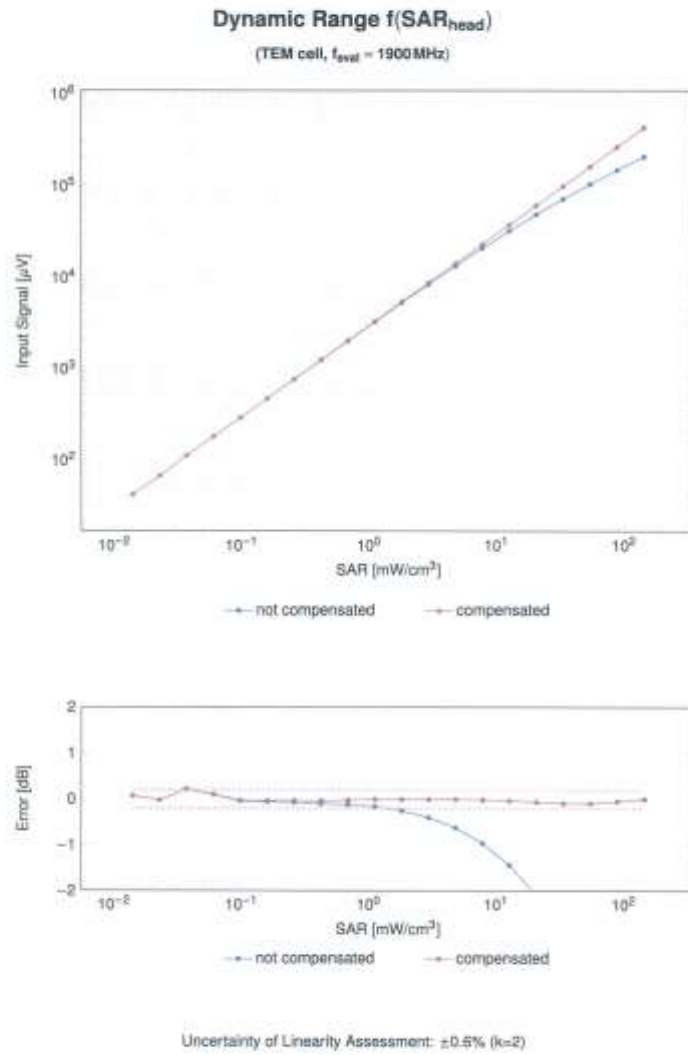 Dynamic Range f(SAR_head)
(TEM cell, f_eval = 1900 MHz)
Input Signal [μV]
10⁶
10⁵
10⁴
10³
10²
10⁻² 10⁻¹ 10⁰ 10¹ 10²
SAR [mW/cm³]
not compensated compensated
Error [dB]
2
1
0
−1
−2
10⁻² 10⁻¹ 10⁰ 10¹ 10²
SAR [mW/cm³]
not compensated compensated
Uncertainty of Linearity Assessment: ±0.6% (k=2)